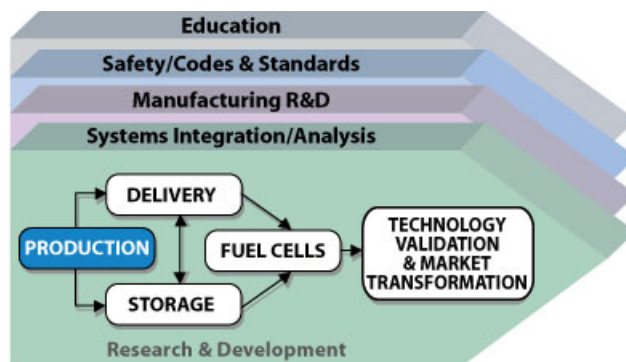 Education
Safety/Codes & Standards
Manufacturing R&D
Systems Integration/Analysis
DELIVERY
PRODUCTION
FUEL CELLS
STORAGE
TECHNOLOGY
VALIDATION
& MARKET
TRANSFORMATION
Research & Development